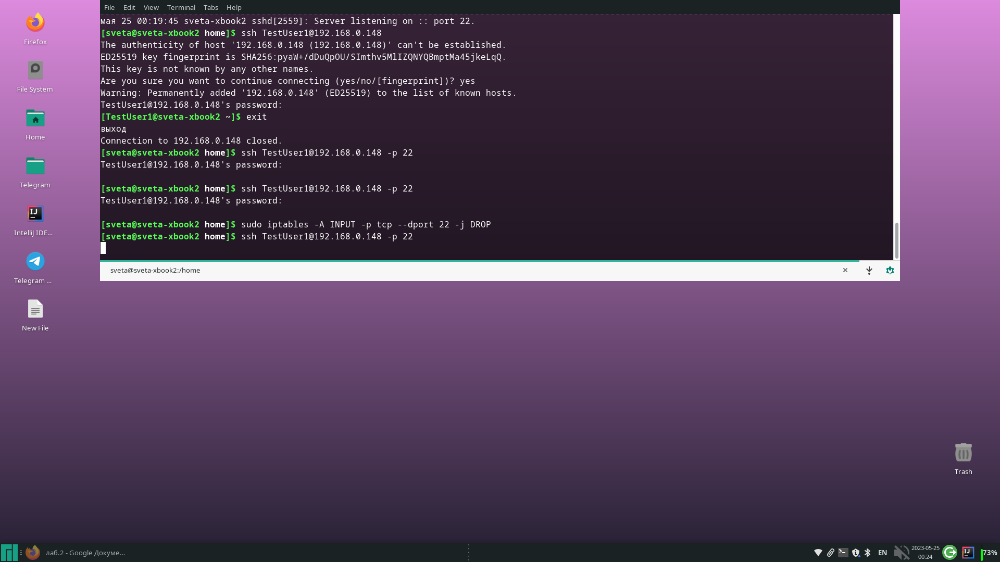 File Edit View Terminal Tabs Help
мая 25 00:19:45 sveta-xbook2 sshd[2559]: Server listening on :: port 22.
[sveta@sveta-xbook2 home]$ ssh TestUser1@192.168.0.148
The authenticity of host '192.168.0.148 (192.168.0.148)' can't be established.
ED25519 key fingerprint is SHA256:pyaW+/dDuQpOU/SImthv5MlIZQNYQBmptMa45jkeLqQ.
This key is not known by any other names.
Are you sure you want to continue connecting (yes/no/[fingerprint])? yes
Warning: Permanently added '192.168.0.148' (ED25519) to the list of known hosts.
TestUser1@192.168.0.148's password:
[TestUser1@sveta-xbook2 ~]$ exit
выход
Connection to 192.168.0.148 closed.
[sveta@sveta-xbook2 home]$ ssh TestUser1@192.168.0.148 -p 22
TestUser1@192.168.0.148's password:
[sveta@sveta-xbook2 home]$ ssh TestUser1@192.168.0.148 -p 22
TestUser1@192.168.0.148's password:
[sveta@sveta-xbook2 home]$ sudo iptables -A INPUT -p tcp --dport 22 -j DROP
[sveta@sveta-xbook2 home]$ ssh TestUser1@192.168.0.148 -p 22
sveta@sveta-xbook2:/home
Firefox
File System
Home
Telegram
IJ
IntelliJ IDE...
Telegram ...
New File
Trash
лаб.2 - Google Докуме...
EN
2023-05-25
00:24
IJ
73%